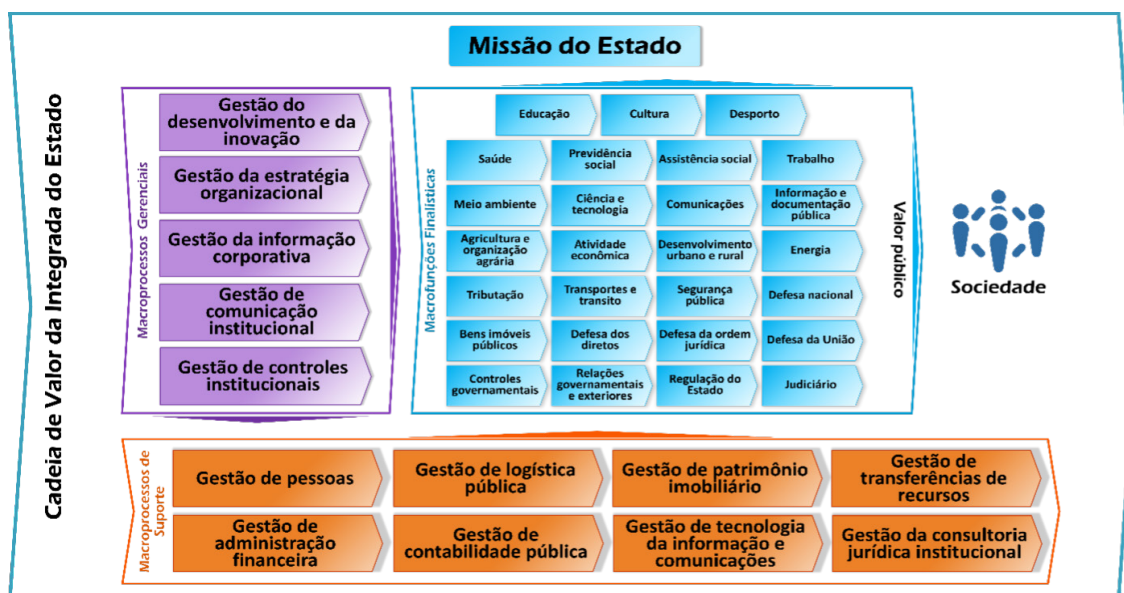 Missão do Estado
Cadeia de Valor da Integrada do Estado
Macroprocessos Gerenciais
Gestão do
desenvolvimento e da
inovação
Gestão da estratégia
organizacional
Gestão da informação
corporativa
Gestão de
comunicação
institucional
Gestão de controles
institucionais
Macrofunções Finalísticas
Educação
Cultura
Desporto
Saúde
Previdência
social
Assistência social
Trabalho
Meio ambiente
Ciência e
tecnologia
Comunicações
Informação e
documentação
pública
Agricultura e
organização
agrária
Atividade
econômica
Desenvolvimento
urbano e rural
Energia
Tributação
Transportes e
transito
Segurança
pública
Defesa nacional
Bens imóveis
públicos
Defesa dos
diretos
Defesa da ordem
jurídica
Defesa da União
Controles
governamentais
Relações
governamentais
e exteriores
Regulação do
Estado
Judiciário
Valor público
Sociedade
Macroprocessos de
Suporte
Gestão de pessoas
Gestão de logística
pública
Gestão de patrimônio
imobiliário
Gestão de
transferências de
recursos
Gestão de
administração
financeira
Gestão de
contabilidade pública
Gestão de tecnologia
da informação e
comunicações
Gestão da consultoria
jurídica institucional